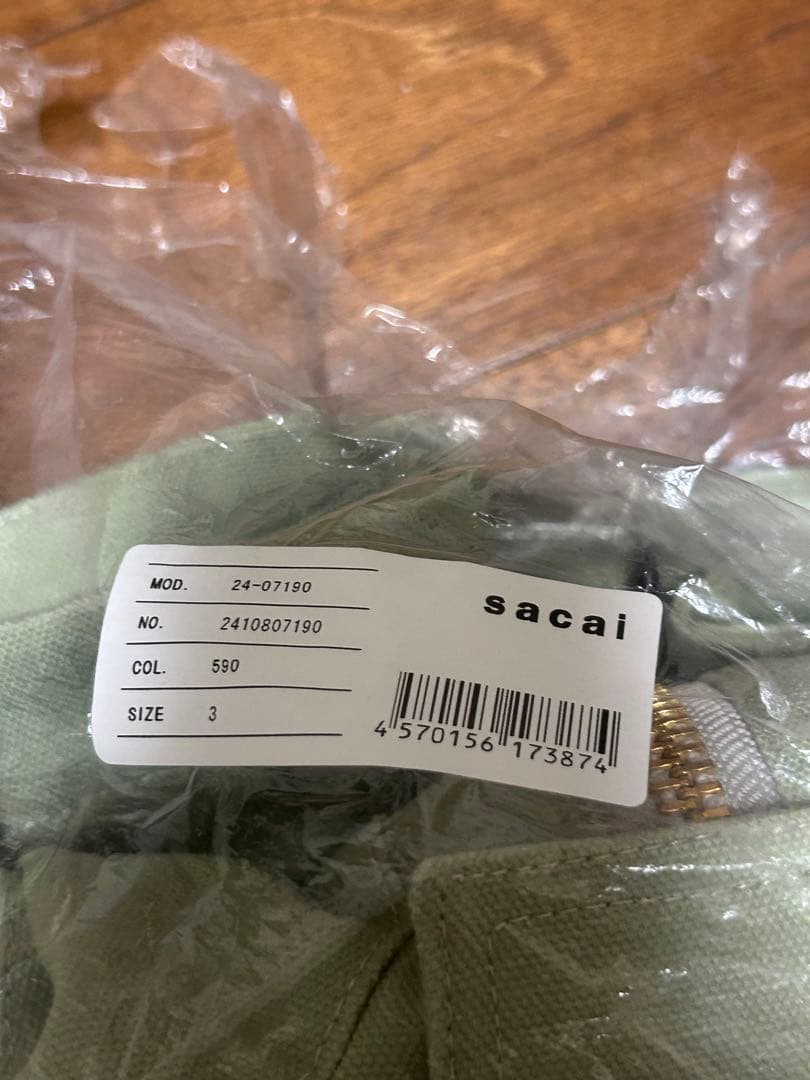 MOD. 24-07190
NO. 2410807190
COL. 590
SIZE 3
sacai
4 570156 173874